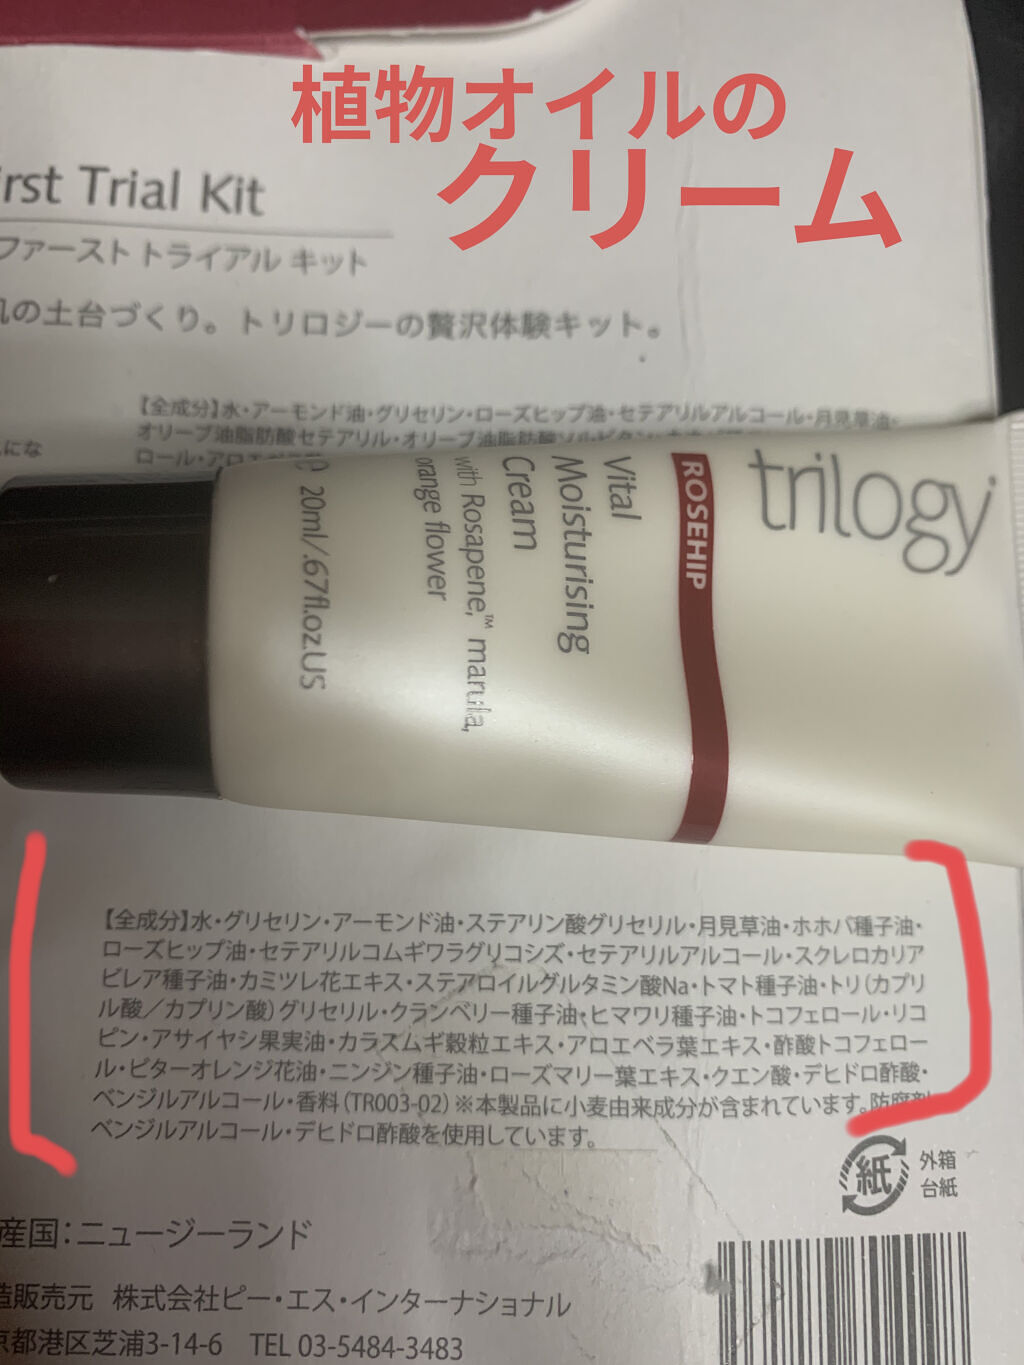 植物オイルの
クリーム
rst Trial Kit
ファースト トライアル キット
の土台づくり。トリロジーの贅沢体験キット。
【全成分】水・アーモンド油・グリセリン・ローズヒップ油・セテアリルアルコール・月見草油・
オリーブ油脂肪酸セテアリル・オリーブ油脂肪酸ソルビタン
にな
ロール・アロエ
trilogy
ROSEHIP
Vital
Moisturising
Cream
with Rosapene,™ marula,
orange flower
e 20ml/.67fl.oz.US
【全成分】水・グリセリン・アーモンド油・ステアリン酸グリセリル・月見草油・ホホバ種子油・
ローズヒップ油・セテアリルコムギワラグリコシズ・セテアリルアルコール・スクレロカリア
ビレア種子油・カミツレ花エキス・ステアロイルグルタミン酸Na・トマト種子油・トリ（カプリ
ル酸／カプリン酸）グリセリル・クランベリー種子油・ヒマワリ種子油・トコフェロール・リコ
ピン・アサイヤシ果実油・カラスムギ穀粒エキス・アロエベラ葉エキス・酢酸トコフェロー
ル・ビターオレンジ花油・ニンジン種子油・ローズマリー葉エキス・クエン酸・デヒドロ酢酸・
ベンジルアルコール・香料（TR003-02）※本製品に小麦由来成分が含まれています。防腐剤
ベンジルアルコール・デヒドロ酢酸を使用しています。
紙
外箱
台紙
産国：ニュージーランド
造販売元 株式会社ピー・エス・インターナショナル
京都港区芝浦3-14-6 TEL 03-5484-3483